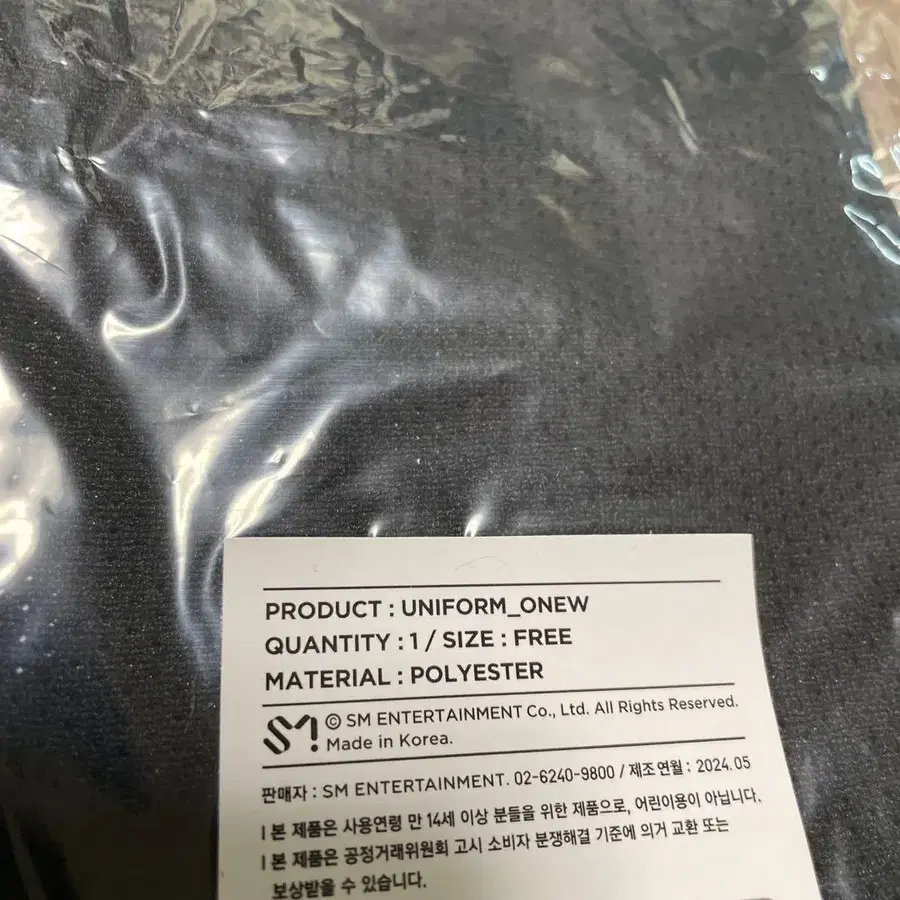 PRODUCT : UNIFORM_ONEW
QUANTITY : 1 / SIZE : FREE
MATERIAL : POLYESTER
SM! © SM ENTERTAINMENT Co., Ltd. All Rights Reserved.
Made in Korea.
판매자 : SM ENTERTAINMENT. 02-6240-9800 / 제조연월 : 2024.05
| 본 제품은 사용연령 만 14세 이상 분들을 위한 제품으로, 어린이용이 아닙니다.
| 본 제품은 공정거래위원회 고시 소비자 분쟁해결 기준에 의거 교환 또는
보상받을 수 있습니다.